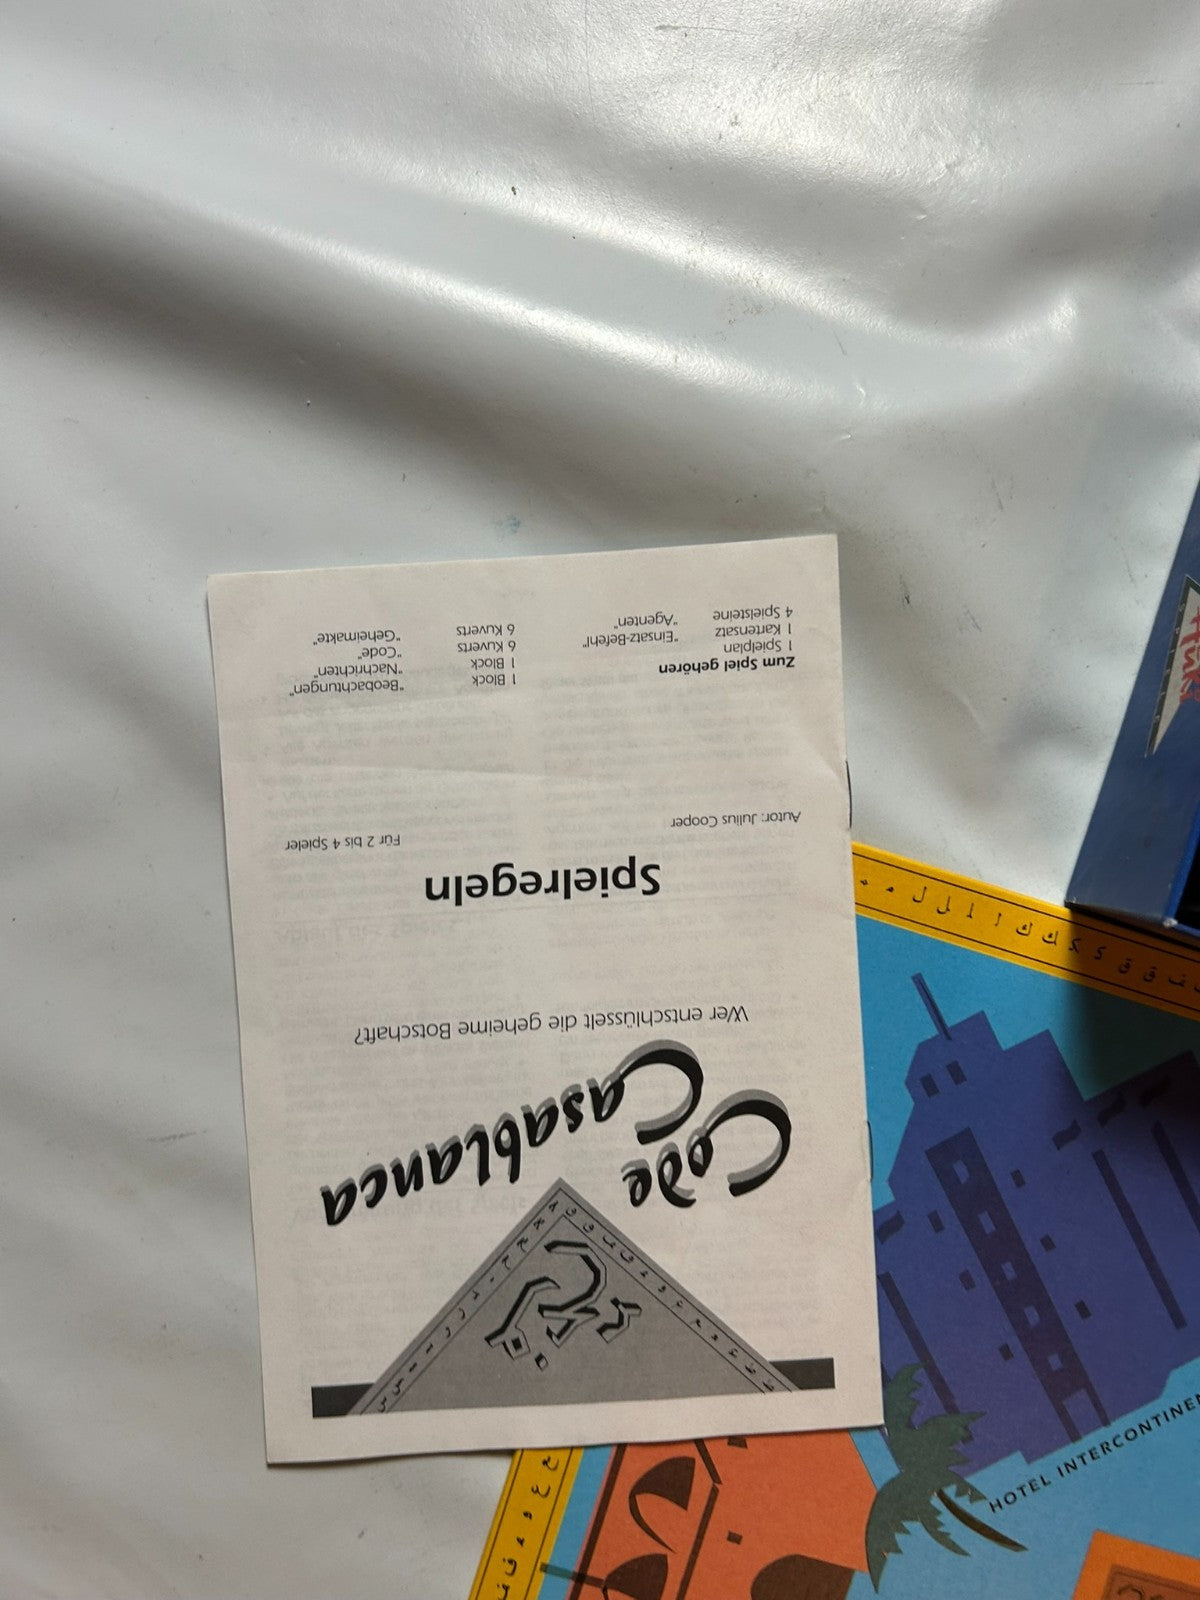 Code
Casablanca
Wer entschlüsselt die geheime Botschaft?
Spielregeln
Autor: Julius Cooper
Für 2 bis 4 Spieler
Zum Spiel gehören
1 Spielplan
1 Kartensatz "Einsatz-Befehl"
4 Spielsteine "Agenten"
1 Block "Beobachtungen"
1 Block "Nachrichten"
6 Kuverts "Code"
6 Kuverts "Geheimakte"
HOTEL